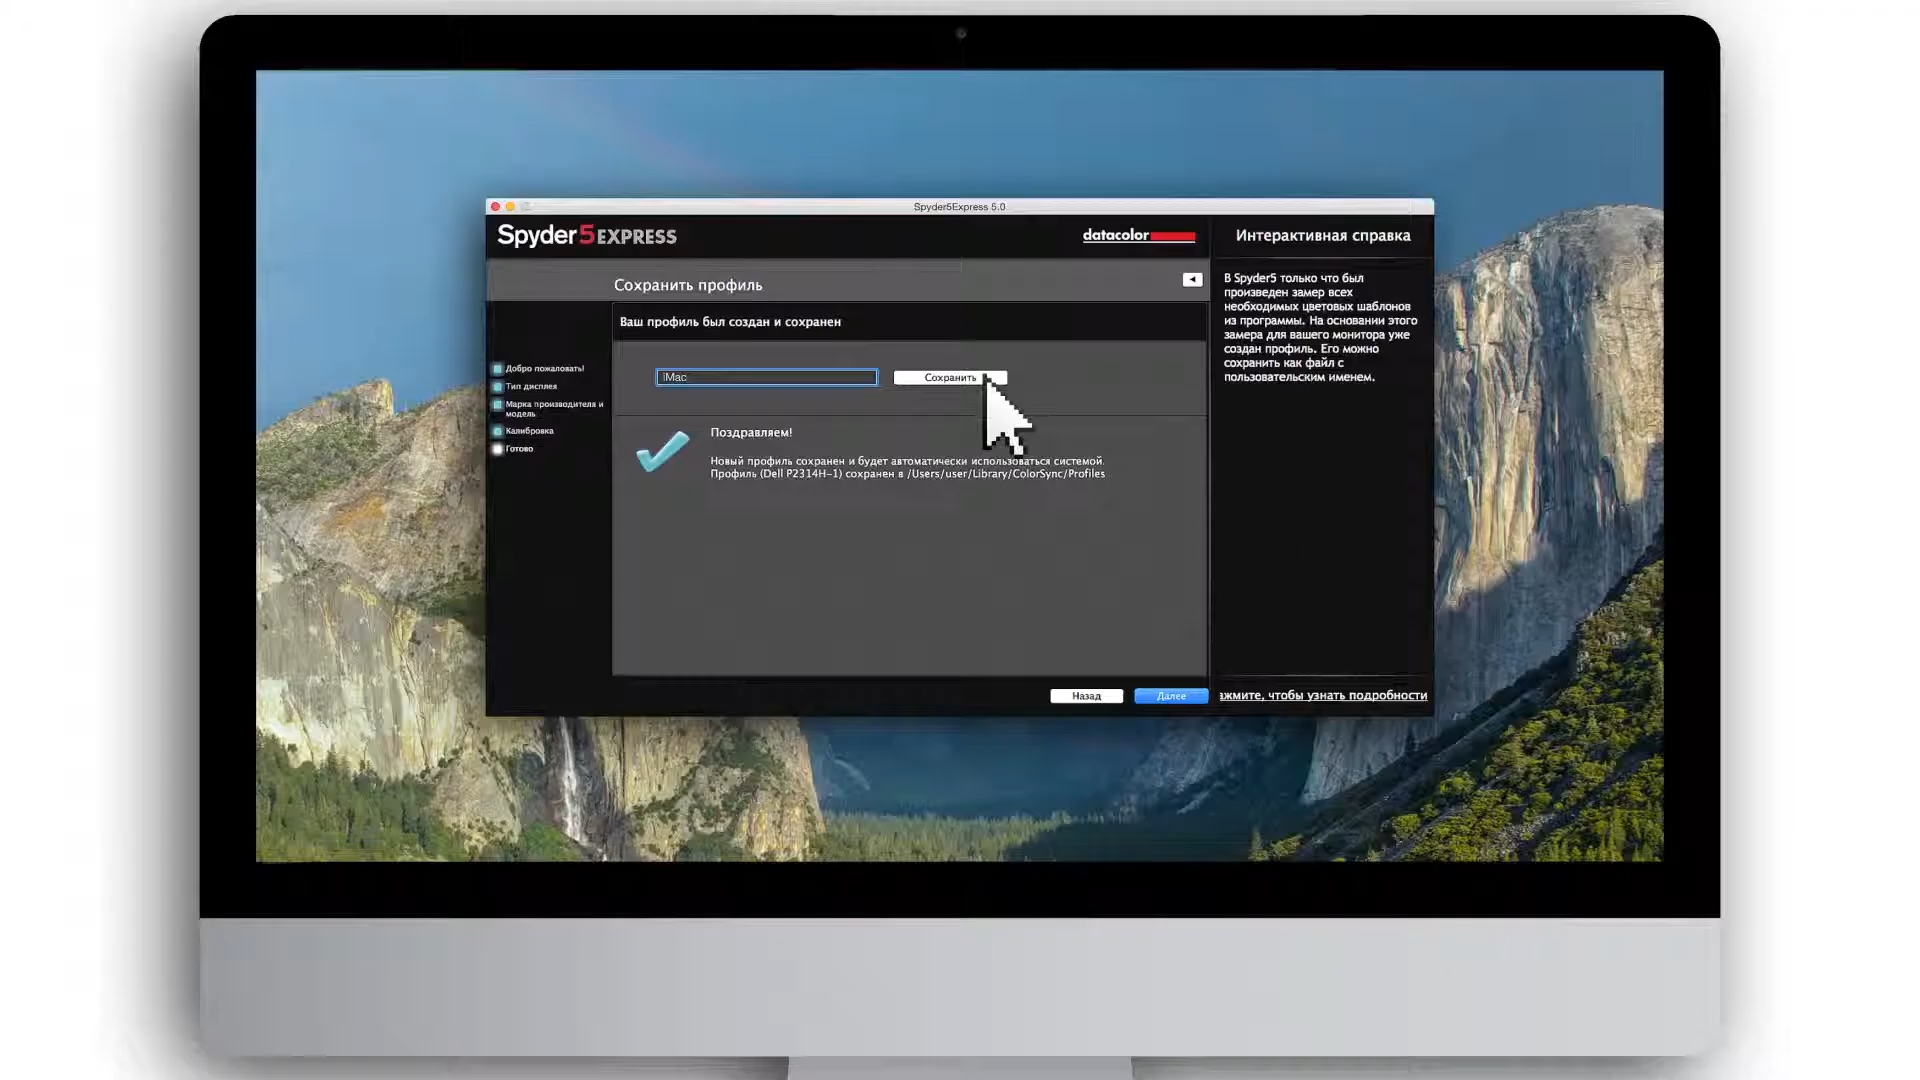 Spyder5Express 5.0
Spyder5EXPRESS
datacolor
Интерактивная справка
Сохранить профиль
Ваш профиль был создан и сохранен
Добро пожаловать!
Тип дисплея
Марка производителя и
модель
Калибровка
Готово
iMac
Сохранить
Поздравляем!
Новый профиль сохранен и будет автоматически использоваться системой.
Профиль (Dell P2314H-1) сохранен в /Users/user/Library/ColorSync/Profiles
В Spyder5 только что был
произведен замер всех
необходимых цветовых шаблонов
из программы. На основании этого
замера для вашего монитора уже
создан профиль. Его можно
сохранить как файл с
пользовательским именем.
Назад
Далее
ажмите, чтобы узнать подробности